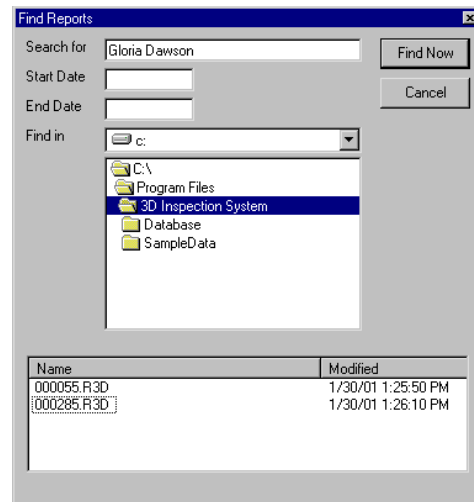 Find Reports
Search for Gloria Dawson Find Now
Start Date
Cancel
End Date
Find in c:
C:\
Program Files
3D Inspection System
Database
SampleData
Name Modified
000055.R3D 1/30/01 1:25:50 PM
000285.R3D 1/30/01 1:26:10 PM